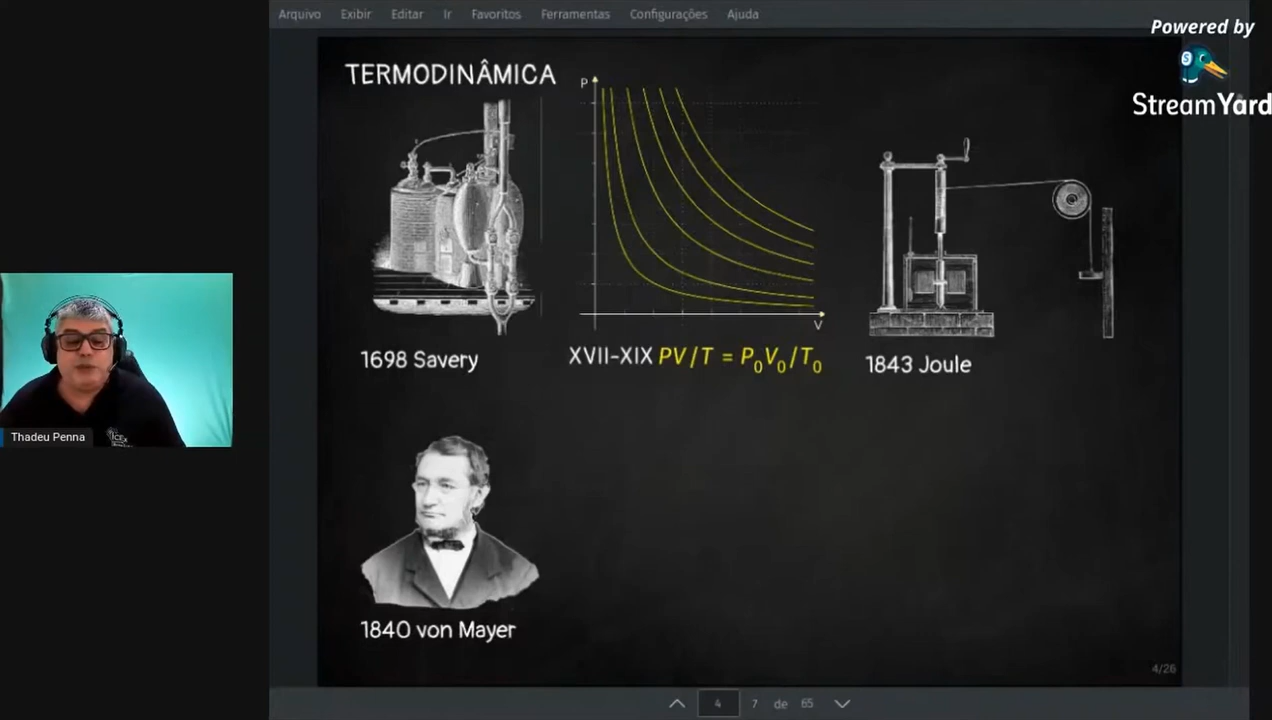 Arquivo Exibir Editar Ir Favoritos Ferramentas Configurações Ajuda
Powered by
StreamYard
TERMODINÂMICA
P
V
1698 Savery
XVII-XIX PV/T = P₀V₀/T₀
1843 Joule
Thadeu Penna
ICEx
1840 von Mayer
4/26
4 7 de 65